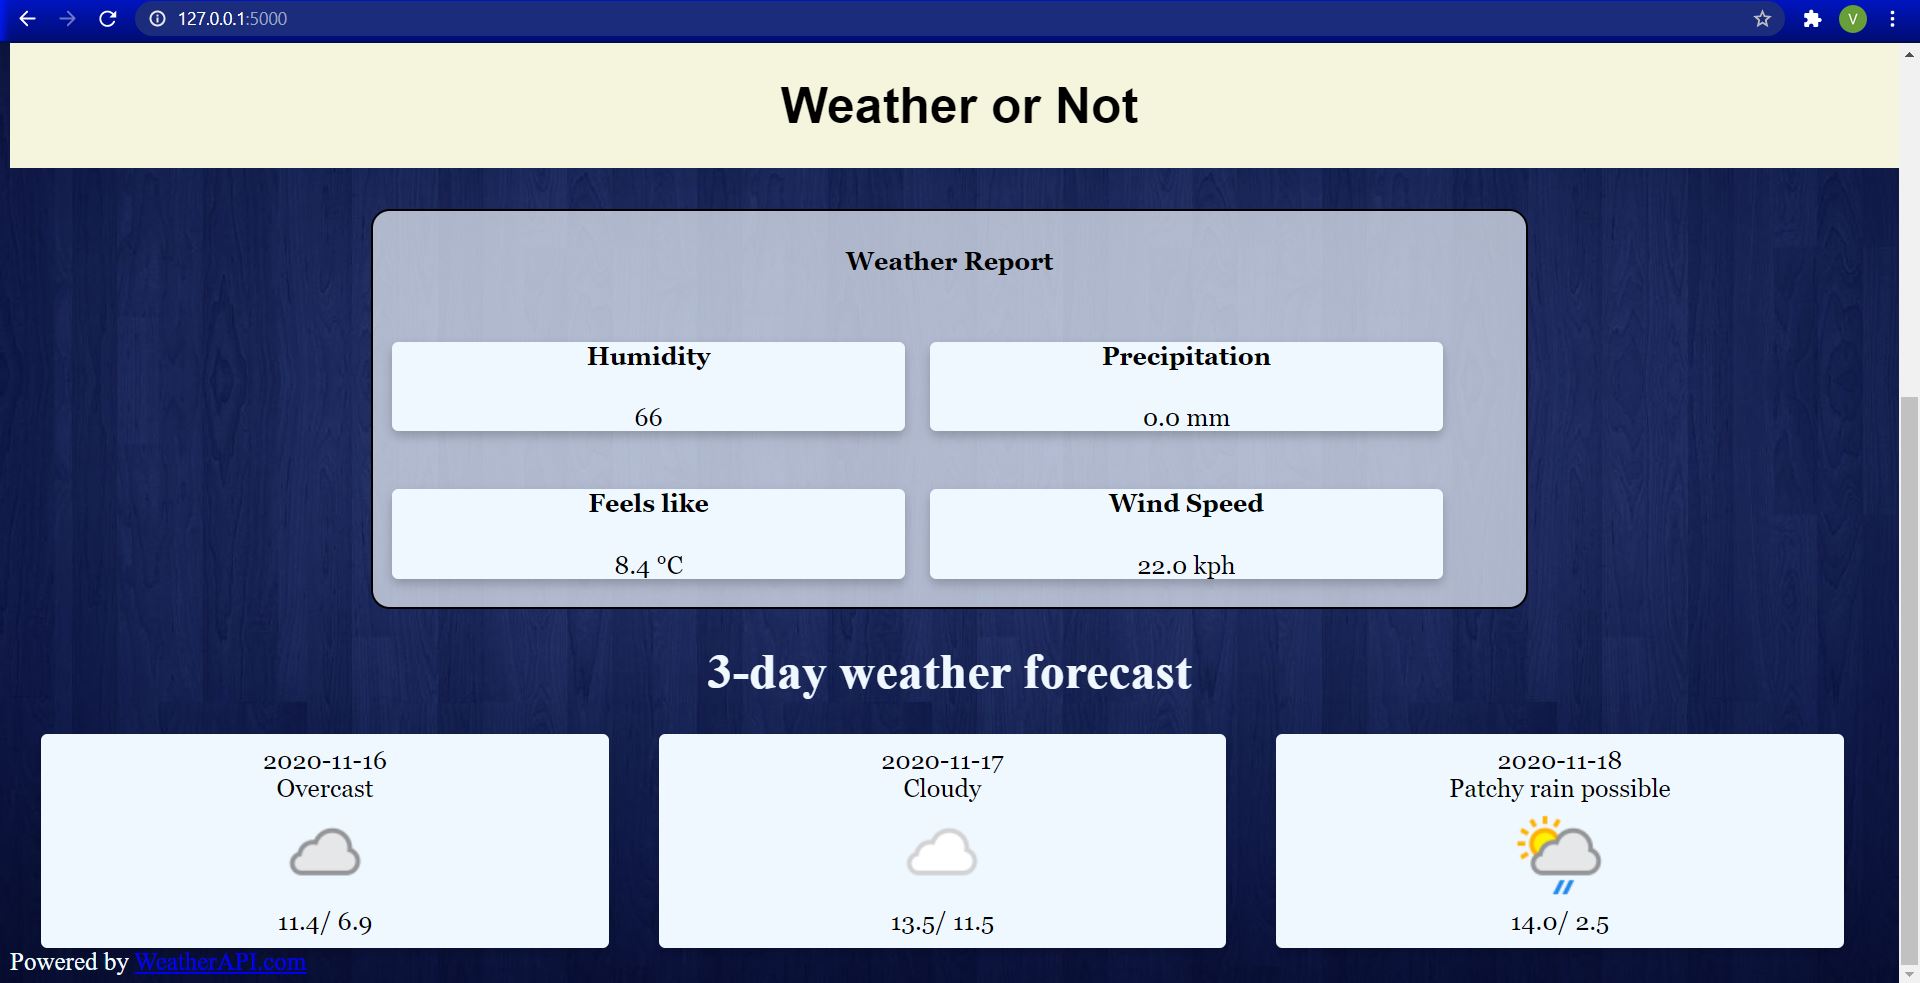 127.0.0.1:5000
V
Weather or Not
Weather Report
Humidity
66
Precipitation
0.0 mm
Feels like
8.4 °C
Wind Speed
22.0 kph
3-day weather forecast
2020-11-16
Overcast
11.4/ 6.9
2020-11-17
Cloudy
13.5/ 11.5
2020-11-18
Patchy rain possible
14.0/ 2.5
Powered by WeatherAPI.com